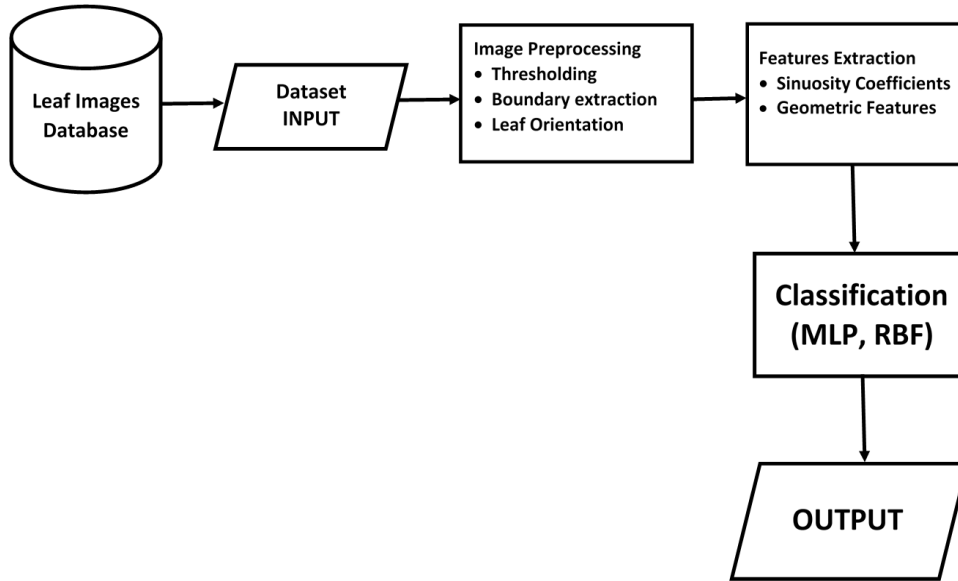 Leaf Images
Database
Dataset
INPUT
Image Preprocessing
• Thresholding
• Boundary extraction
• Leaf Orientation
Features Extraction
• Sinuosity Coefficients
• Geometric Features
Classification
(MLP, RBF)
OUTPUT